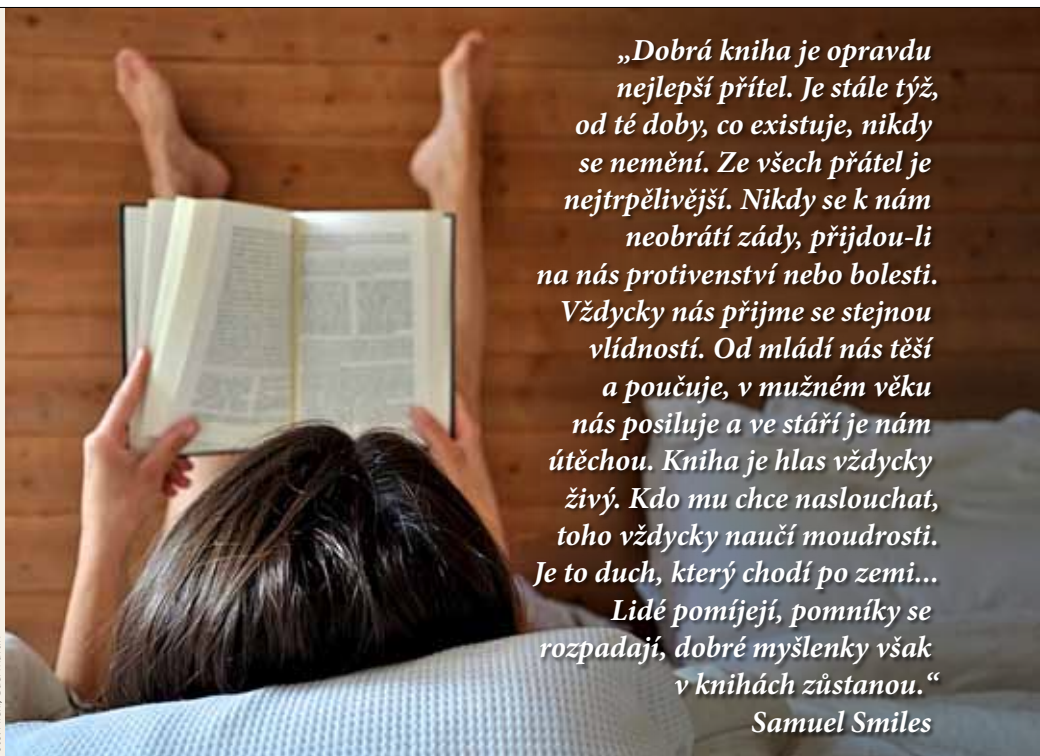 „Dobrá kniha je opravdu
nejlepší přítel. Je stále týž,
od té doby, co existuje, nikdy
se nemění. Ze všech přátel je
nejtrpělivější. Nikdy se k nám
neobrátí zády, přijdou-li
na nás protivenství nebo bolesti.
Vždycky nás přijme se stejnou
vlídností. Od mládí nás těší
a poučuje, v mužném věku
nás posiluje a ve stáří je nám
útěchou. Kniha je hlas vždycky
živý. Kdo mu chce naslouchat,
toho vždycky naučí moudrosti.
Je to duch, který chodí po zemi...
Lidé pomíjejí, pomníky se
rozpadají, dobré myšlenky však
v knihách zůstanou.“
Samuel Smiles